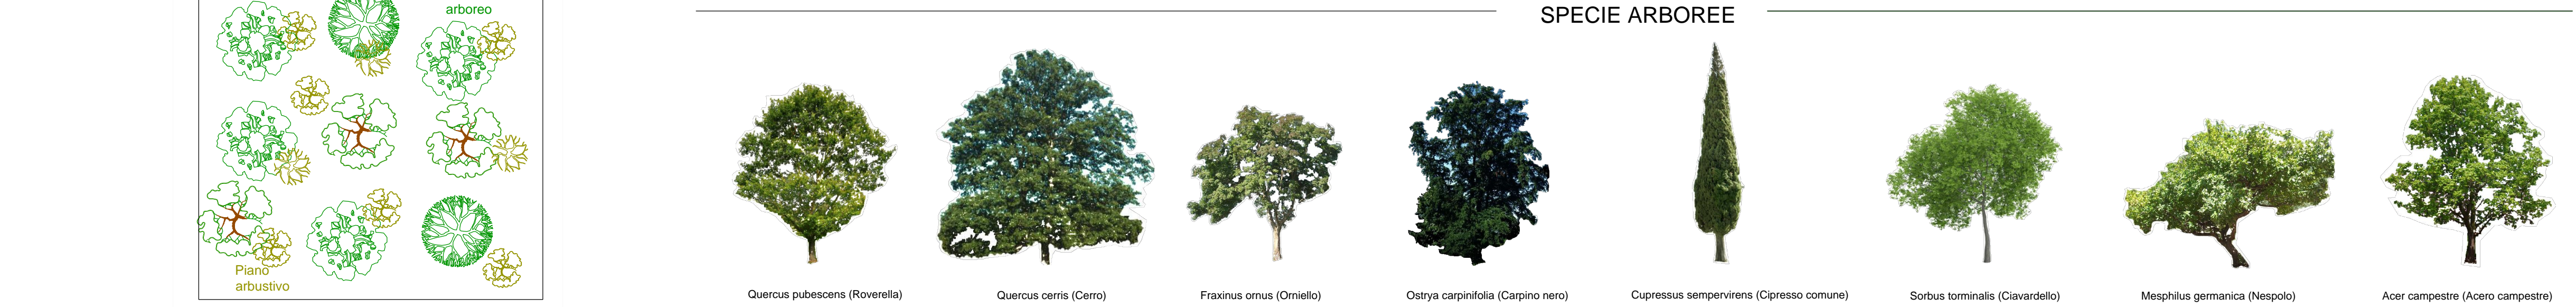 arboreo
Piano
arbustivo
SPECIE ARBOREE
Quercus pubescens (Roverella)
Quercus cerris (Cerro)
Fraxinus ornus (Orniello)
Ostrya carpinifolia (Carpino nero)
Cupressus sempervirens (Cipresso comune)
Sorbus torminalis (Ciavardello)
Mesphilus germanica (Nespolo)
Acer campestre (Acero campestre)